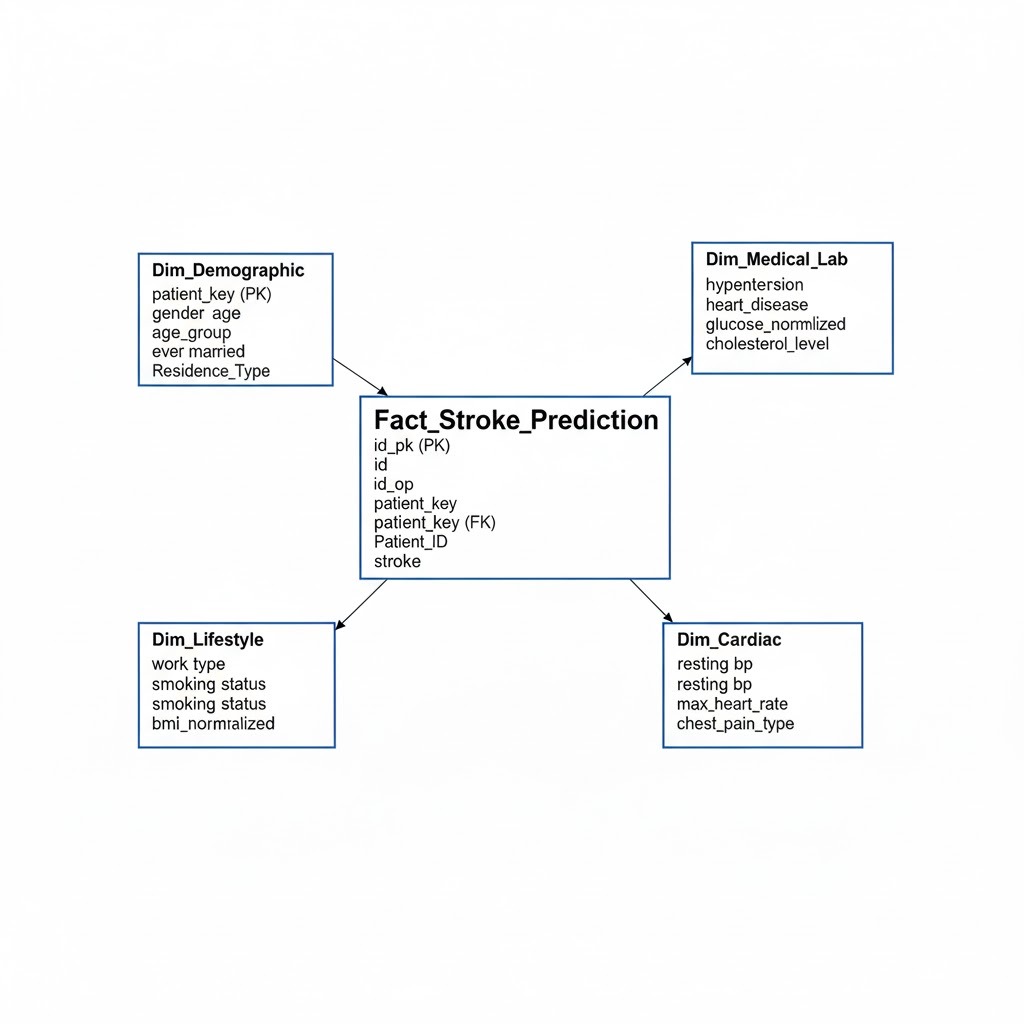 Dim_Demographic
patient_key (PK)
gender age
age_group
ever married
Residence_Type
Dim_Medical_Lab
hypentersion
heart_disease
glucose_normlized
cholesterol_level
Fact_Stroke_Prediction
id_pk (PK)
id
id_op
patient_key
patient_key (FK)
Patient_ID
stroke
Dim_Lifestyle
work type
smoking status
smoking status
bmi_normalized
Dim_Cardiac
resting bp
resting bp
max_heart_rate
chest_pain_type